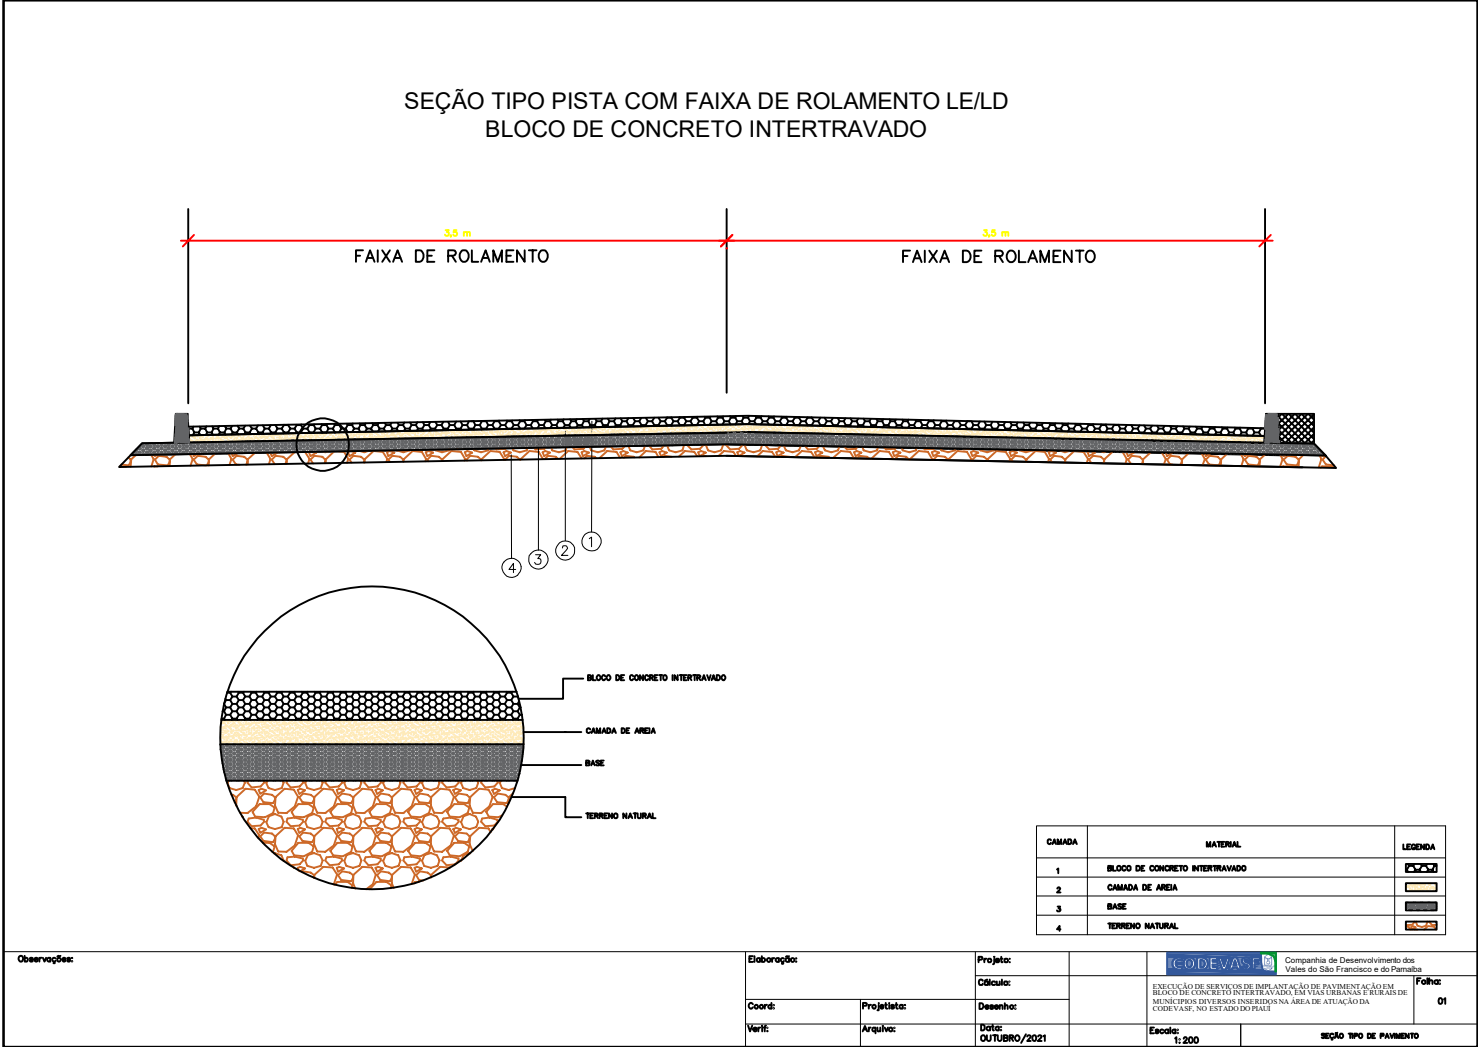 SEÇÃO TIPO PISTA COM FAIXA DE ROLAMENTO LE/LD
BLOCO DE CONCRETO INTERTRAVADO
3,5 m
3,5 m
FAIXA DE ROLAMENTO
FAIXA DE ROLAMENTO
1
2
3
4
BLOCO DE CONCRETO INTERTRAVADO
CAMADA DE AREIA
BASE
TERRENO NATURAL
CAMADA MATERIAL LEGENDA
1 BLOCO DE CONCRETO INTERTRAVADO
2 CAMADA DE AREIA
3 BASE
4 TERRENO NATURAL
Observações:
Elaboração:
Coord: Projetista:
Verif: Arquivo:
Projeto:
Cálculo:
Desenho:
Data:
OUTUBRO/2021
CODEVASF
Companhia de Desenvolvimento dos
Vales do São Francisco e do Parnaíba
EXECUÇÃO DE SERVIÇOS DE IMPLANTAÇÃO DE PAVIMENTAÇÃO EM
BLOCO DE CONCRETO INTERTRAVADO, EM VIAS URBANAS E RURAIS DE
MUNICÍPIOS DIVERSOS INSERIDOS NA ÁREA DE ATUAÇÃO DA
CODEVASF, NO ESTADO DO PIAUÍ
Folha:
01
Escala:
1:200
SEÇÃO TIPO DE PAVIMENTO